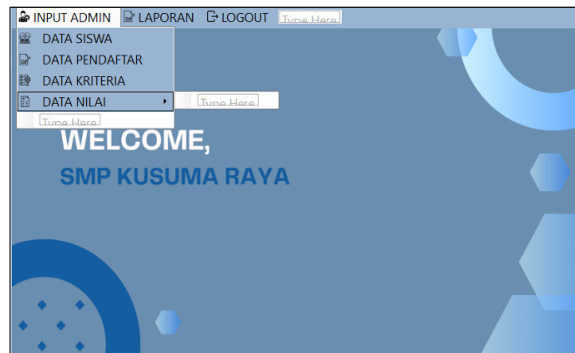 INPUT ADMIN LAPORAN LOGOUT Type Here
DATA SISWA
DATA PENDAFTAR
DATA KRITERIA
DATA NILAI Type Here
Type Here
WELCOME,
SMP KUSUMA RAYA